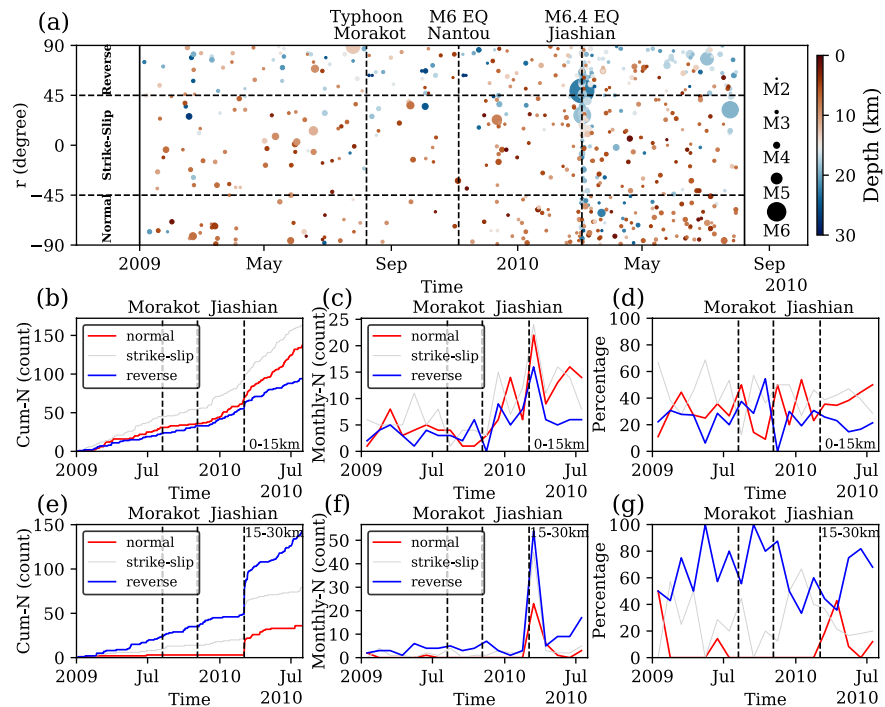 (a)
Typhoon
Morakot
M6 EQ
Nantou
M6.4 EQ
Jiashian
r (degree)
90
45
0
−45
−90
Reverse
Strike-Slip
Normal
2009
May
Sep
2010
May
Sep
2010
Time
M2
M3
M4
M5
M6
0
10
20
30
Depth (km)
(b)
Morakot Jiashian
Cum-N (count)
150
100
50
0
normal
strike-slip
reverse
0-15km
2009
Jul
2010
Jul
2010
Time
(c)
Morakot Jiashian
Monthly-N (count)
25
20
15
10
5
0
normal
strike-slip
reverse
0-15km
2009
Jul
2010
Jul
2010
Time
(d)
Morakot Jiashian
Percentage
100
80
60
40
20
0
2009
Jul
2010
Jul
2010
Time
(e)
Morakot Jiashian
Cum-N (count)
150
100
50
0
normal
strike-slip
reverse
15-30km
2009
Jul
2010
Jul
2010
Time
(f)
Morakot Jiashian
Monthly-N (count)
50
40
30
20
10
0
normal
strike-slip
reverse
15-30km
2009
Jul
2010
Jul
2010
Time
(g)
Morakot Jiashian
Percentage
100
80
60
40
20
0
15-30km
2009
Jul
2010
Jul
2010
Time